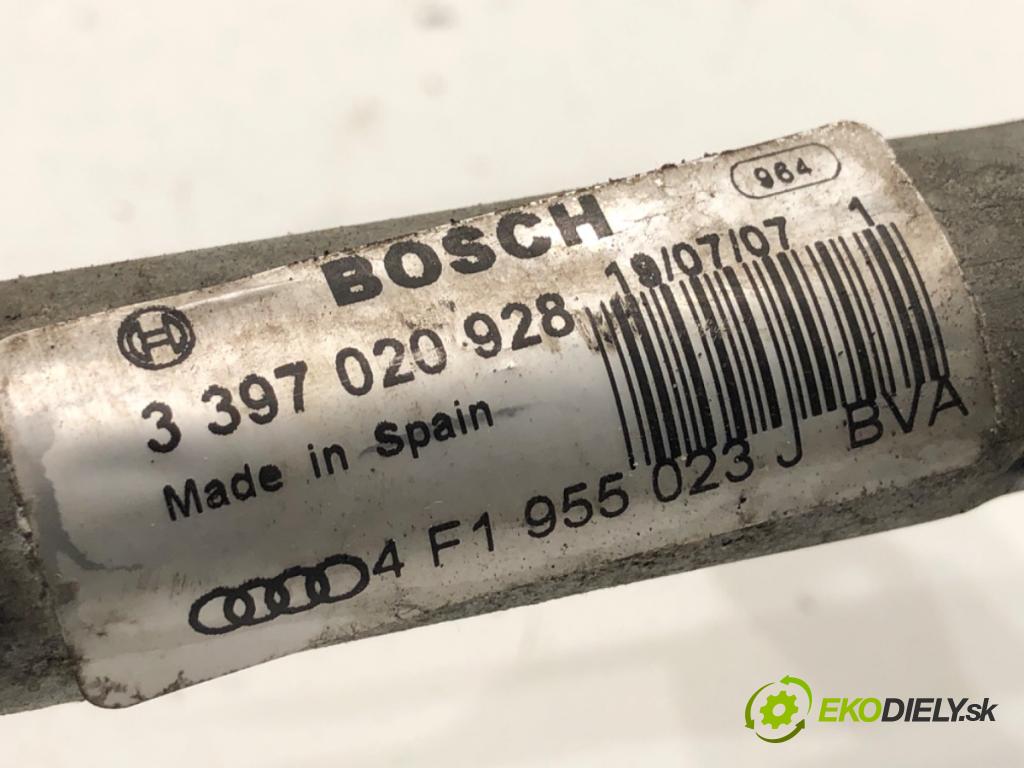 964
BOSCH
19/07/07 1
3 397 020 928
Made in Spain
4 F1 955 023 J BVA
EKODIELY.sk